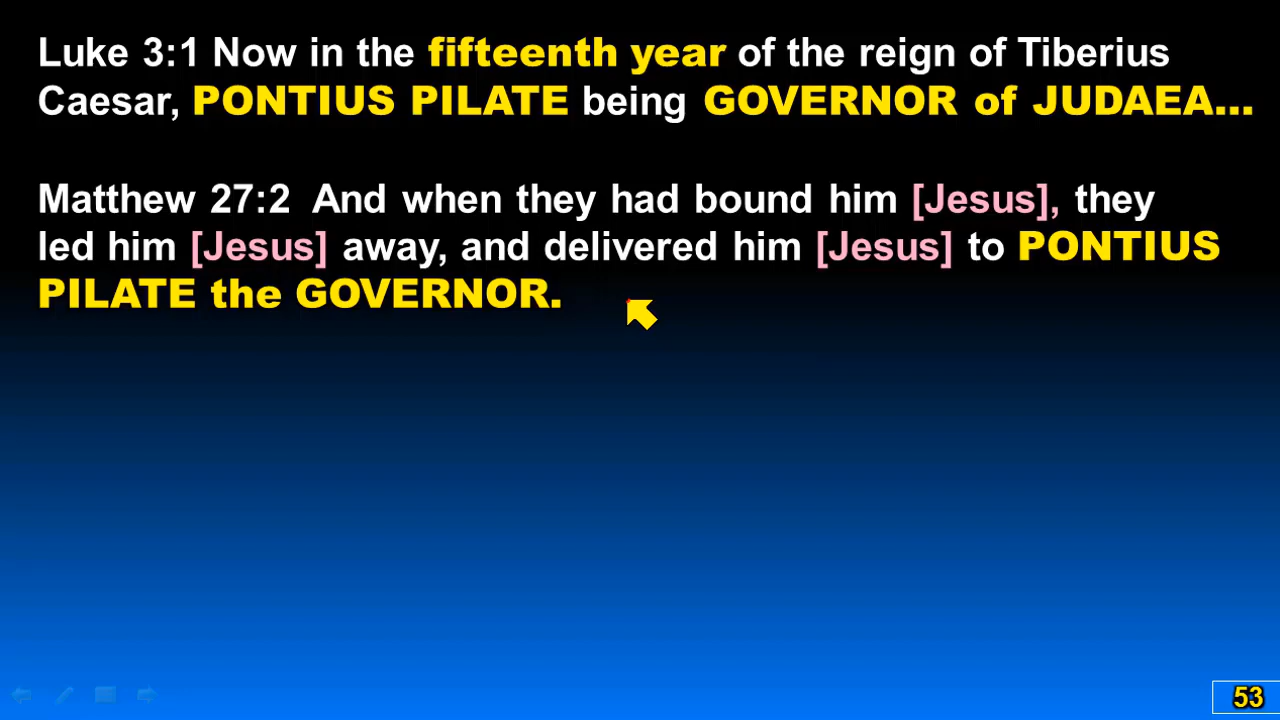 Luke 3:1 Now in the fifteenth year of the reign of Tiberius
Caesar, PONTIUS PILATE being GOVERNOR of JUDAEA...
Matthew 27:2 And when they had bound him [Jesus], they
led him [Jesus] away, and delivered him [Jesus] to PONTIUS
PILATE the GOVERNOR.
53